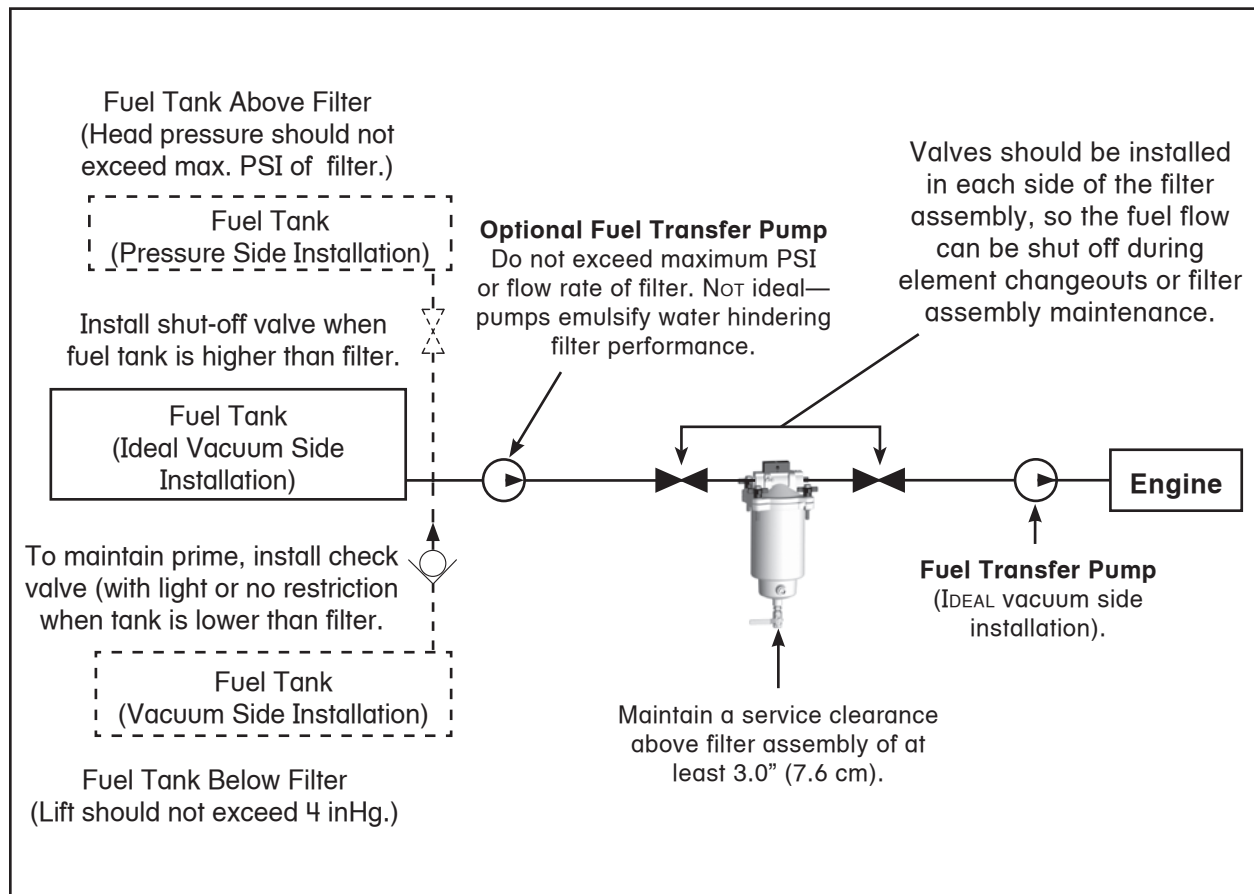 Fuel Tank Above Filter
(Head pressure should not
exceed max. PSI of filter.)
Fuel Tank
(Pressure Side Installation)
Install shut-off valve when
fuel tank is higher than filter.
Fuel Tank
(Ideal Vacuum Side
Installation)
To maintain prime, install check
valve (with light or no restriction
when tank is lower than filter.
Fuel Tank
(Vacuum Side Installation)
Fuel Tank Below Filter
(Lift should not exceed 4 inHg.)
Optional Fuel Transfer Pump
Do not exceed maximum PSI
or flow rate of filter. NOT ideal—
pumps emulsify water hindering
filter performance.
Valves should be installed
in each side of the filter
assembly, so the fuel flow
can be shut off during
element changeouts or filter
assembly maintenance.
Engine
Fuel Transfer Pump
(IDEAL vacuum side
installation).
Maintain a service clearance
above filter assembly of at
least 3.0” (7.6 cm).